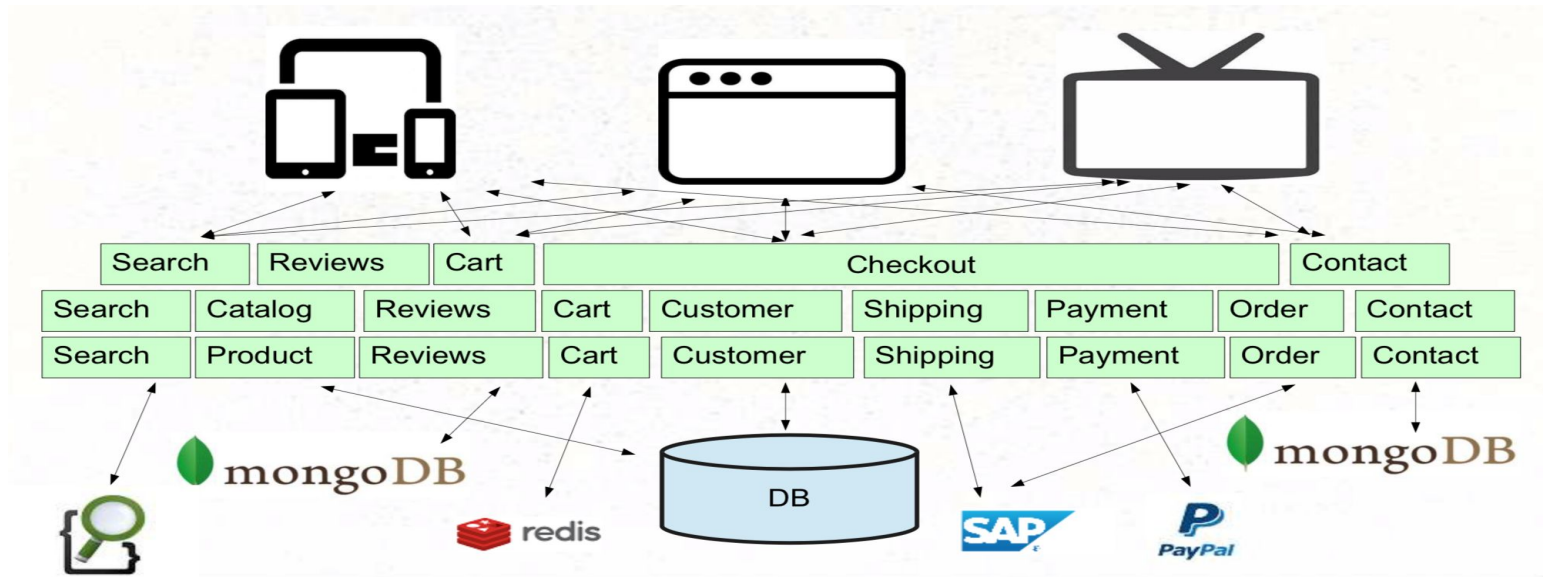 Search Reviews Cart Checkout Contact
Search Catalog Reviews Cart Customer Shipping Payment Order Contact
Search Product Reviews Cart Customer Shipping Payment Order Contact
mongoDB
mongoDB
DB
redis
SAP
PayPal